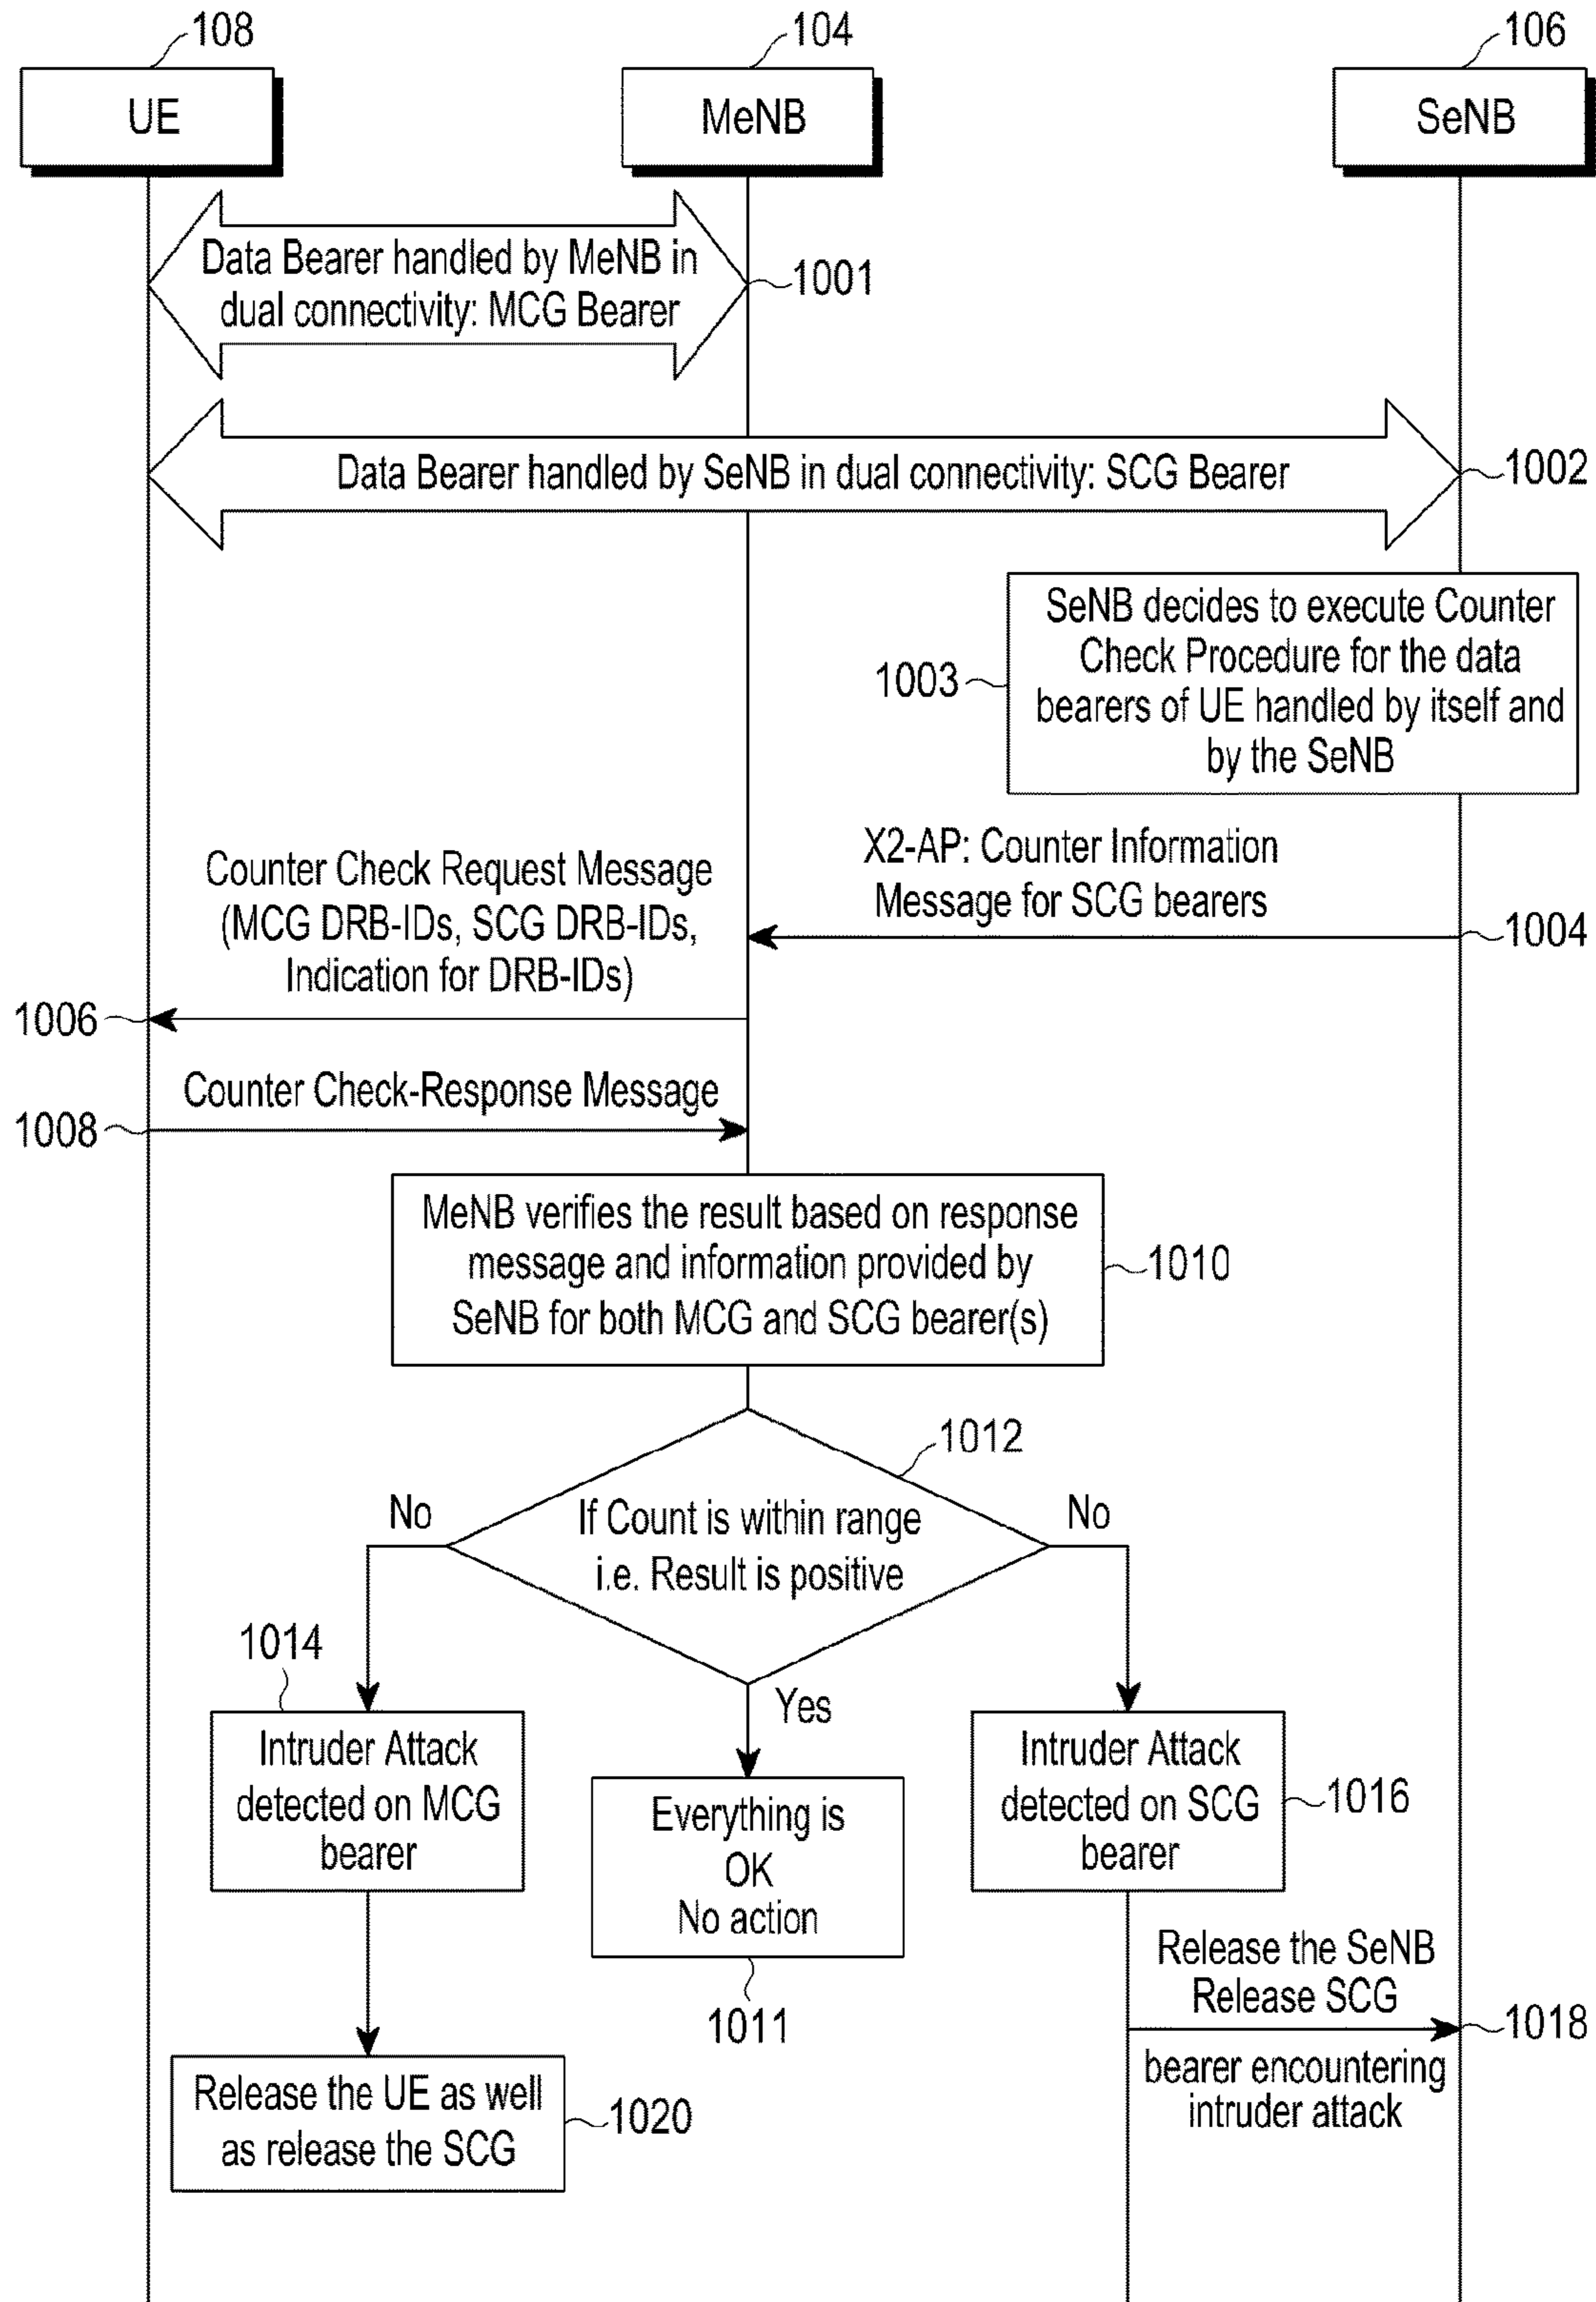 108
104
106
UE
MeNB
SeNB
Data Bearer handled by MeNB in
dual connectivity: MCG Bearer
1001
Data Bearer handled by SeNB in dual connectivity: SCG Bearer
1002
SeNB decides to execute Counter
Check Procedure for the data
bearers of UE handled by itself and
by the SeNB
1003
X2-AP: Counter Information
Message for SCG bearers
1004
Counter Check Request Message
(MCG DRB-IDs, SCG DRB-IDs,
Indication for DRB-IDs)
1006
Counter Check-Response Message
1008
MeNB verifies the result based on response
message and information provided by
SeNB for both MCG and SCG bearer(s)
1010
1012
If Count is within range
i.e. Result is positive
No
No
Yes
1014
Intruder Attack
detected on MCG
bearer
Everything is
OK
No action
1011
Intruder Attack
detected on SCG
bearer
1016
Release the SeNB
Release SCG
1018
bearer encountering
intruder attack
Release the UE as well
as release the SCG
1020